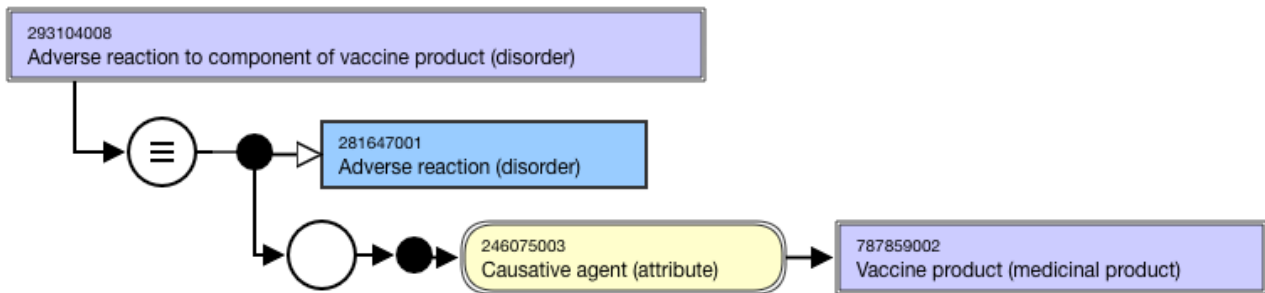 293104008
Adverse reaction to component of vaccine product (disorder)
281647001
Adverse reaction (disorder)
246075003
Causative agent (attribute)
787859002
Vaccine product (medicinal product)